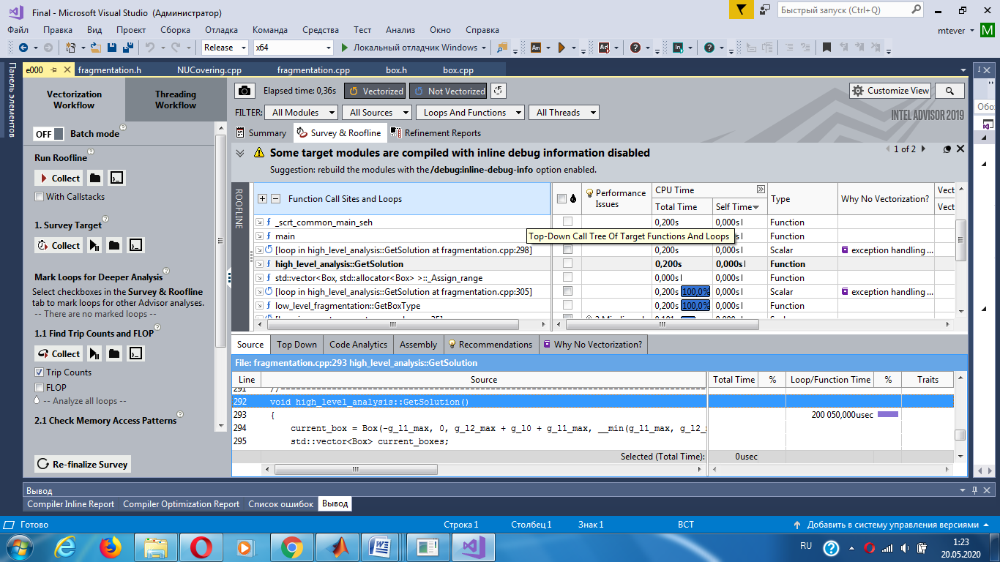 Final - Microsoft Visual Studio (Администратор)
Быстрый запуск (Ctrl+Q)
Файл Правка Вид Проект Сборка Отладка Команда Средства Тест Анализ Окно Справка
mtever M
Release x64 Локальный отладчик Windows
Панель элементов
e000 fragmentation.h NUCovering.cpp fragmentation.cpp box.h box.cpp
Vectorization Workflow
Threading Workflow
Elapsed time: 0,36s Vectorized Not Vectorized
Customize View
FILTER: All Modules All Sources Loops And Functions All Threads
INTEL ADVISOR 2019
OFF Batch mode
Summary Survey & Roofline Refinement Reports
Some target modules are compiled with inline debug information disabled
1 of 2
Suggestion: rebuild the modules with the /debug:inline-debug-info option enabled.
Run Roofline
Collect
With Callstacks
1. Survey Target
Collect
Mark Loops for Deeper Analysis
Select checkboxes in the Survey & Roofline
tab to mark loops for other Advisor analyses.
-- There are no marked loops --
1.1 Find Trip Counts and FLOP
Collect
Trip Counts
FLOP
-- Analyze all loops --
2.1 Check Memory Access Patterns
Re-finalize Survey
ROOFLINE
Function Call Sites and Loops
Performance Issues
CPU Time
Total Time Self Time
Type
Why No Vectorization?
Vect
Vect
_scrt_common_main_seh 0,200s 0,000s Function
main Function
Top-Down Call Tree Of Target Functions And Loops
[loop in high_level_analysis::GetSolution at fragmentation.cpp:298] 0,200s 0,000s Scalar exception handling ...
high_level_analysis::GetSolution 0,200s 0,000s Function
std::vector<Box, std::allocator<Box> >::_Assign_range 0,000s 0,000s Function
[loop in high_level_analysis::GetSolution at fragmentation.cpp:305] 0,200s 100,0% 0,000s Scalar exception handling ...
low_level_fragmentation::GetBoxType 0,200s 100,0% 0,000s Function
Source Top Down Code Analytics Assembly Recommendations Why No Vectorization?
File: fragmentation.cpp:293 high_level_analysis::GetSolution
Line Source Total Time % Loop/Function Time % Traits
291 //------------------------------------------------------------
292 void high_level_analysis::GetSolution()
293 { 200 050,000usec
294 current_box = Box(-g_l1_max, 0, g_l2_max + g_l0 + g_l1_max, __min(g_l1_max, g_l2_
295 std::vector<Box> current_boxes;
Selected (Total Time): 0usec
Вывод
Compiler Inline Report Compiler Optimization Report Список ошибок Вывод
Готово Строка 1 Столбец 1 Знак 1 ВСТ Добавить в систему управления версиями
RU
1:23
20.05.2020